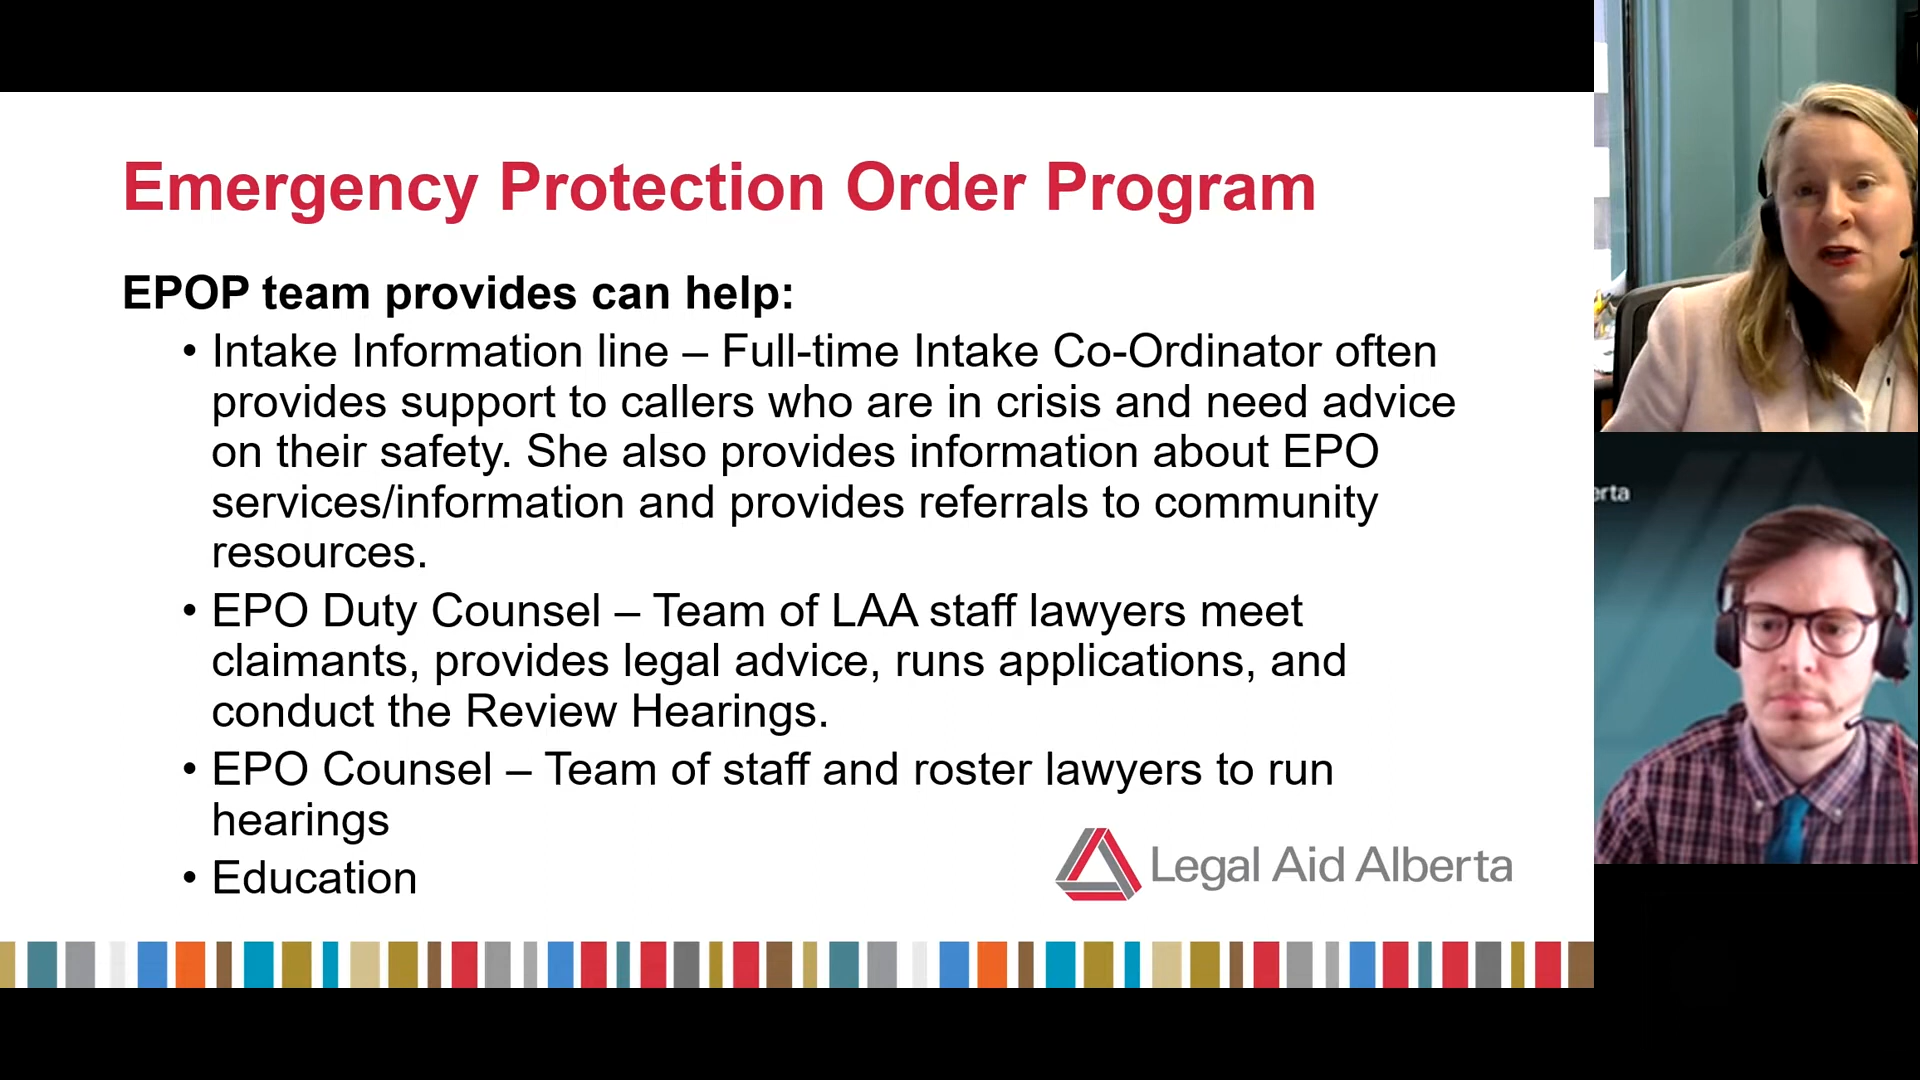 Emergency Protection Order Program
EPOP team provides can help:
• Intake Information line – Full-time Intake Co-Ordinator often
provides support to callers who are in crisis and need advice
on their safety. She also provides information about EPO
services/information and provides referrals to community
resources.
• EPO Duty Counsel – Team of LAA staff lawyers meet
claimants, provides legal advice, runs applications, and
conduct the Review Hearings.
• EPO Counsel – Team of staff and roster lawyers to run
hearings
• Education
Legal Aid Alberta
erta